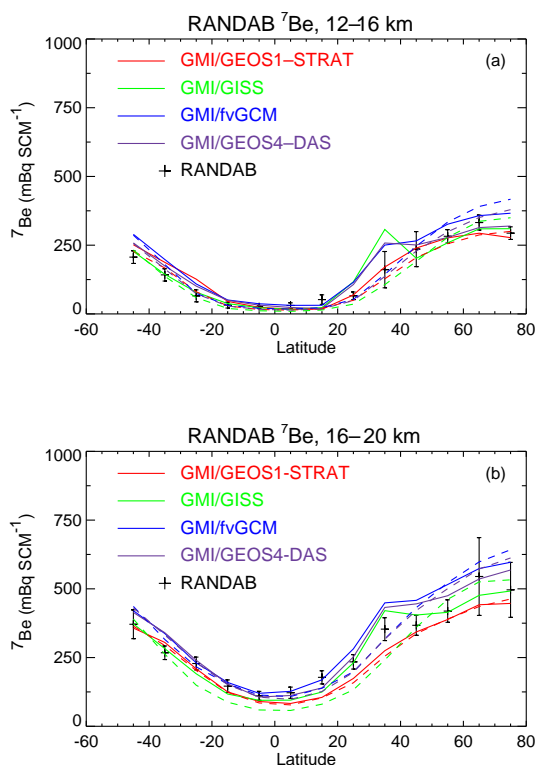 RANDAB ⁷Be, 12–16 km
1000
750
500
250
0
⁷Be (mBq SCM⁻¹)
(a)
GMI/GEOS1–STRAT
GMI/GISS
GMI/fvGCM
GMI/GEOS4–DAS
RANDAB
-60 -40 -20 0 20 40 60 80
Latitude
RANDAB ⁷Be, 16–20 km
1000
750
500
250
0
⁷Be (mBq SCM⁻¹)
(b)
GMI/GEOS1-STRAT
GMI/GISS
GMI/fvGCM
GMI/GEOS4-DAS
RANDAB
-60 -40 -20 0 20 40 60 80
Latitude